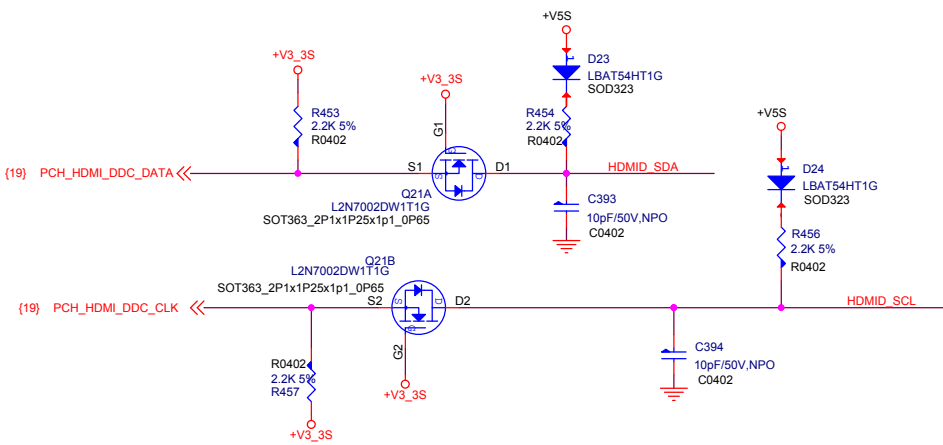 +V5S
D23
LBAT54HT1G
SOD323
1
+V3_3S
+V3_3S
R453
2.2K 5%
R0402
R454
2.2K 5%
R0402
G1
G
+V5S
{19} PCH_HDMI_DDC_DATA
S1
S
D
D1
HDMID_SDA
1
D24
LBAT54HT1G
SOD323
Q21A
L2N7002DW1T1G
SOT363_2P1x1P25x1p1_0P65
C393
10pF/50V,NPO
C0402
R456
2.2K 5%
R0402
Q21B
L2N7002DW1T1G
SOT363_2P1x1P25x1p1_0P65
{19} PCH_HDMI_DDC_CLK
S2
S
D
D2
HDMID_SCL
G
G2
C394
10pF/50V,NPO
C0402
R0402
2.2K 5%
R457
+V3_3S
+V3_3S